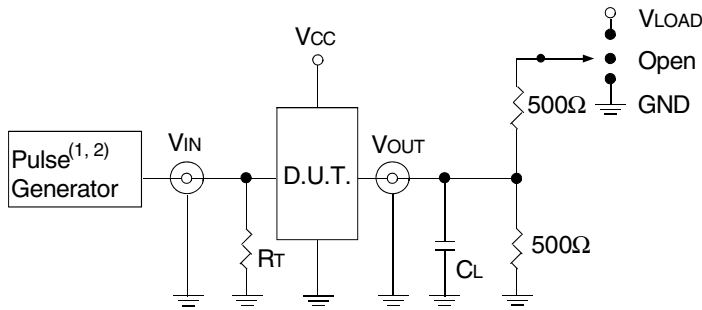 VLOAD
VCC
Open
500Ω
GND
VIN
VOUT
Pulse(1, 2)
Generator
D.U.T.
RT
CL
500Ω